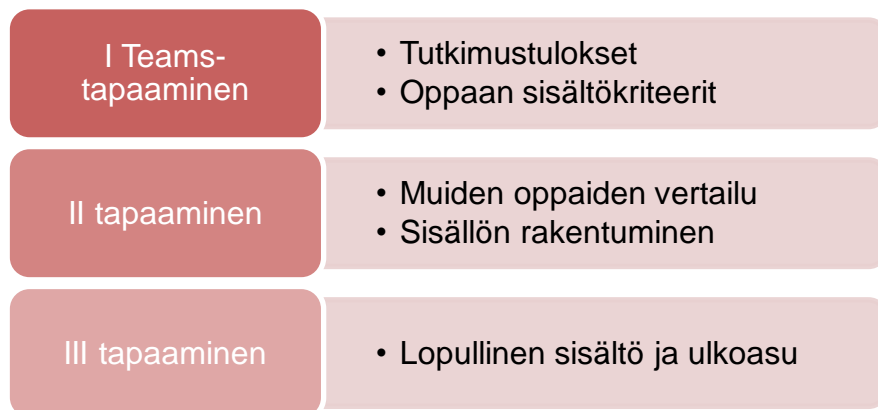 I Teams-
tapaaminen
• Tutkimustulokset
• Oppaan sisältökriteerit
II tapaaminen
• Muiden oppaiden vertailu
• Sisällön rakentuminen
III tapaaminen
• Lopullinen sisältö ja ulkoasu